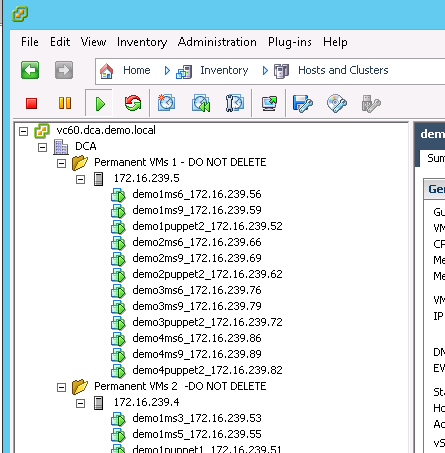 File Edit View Inventory Administration Plug-ins Help
Home Inventory Hosts and Clusters
vc60.dca.demo.local
dem
DCA
Sum
Permanent VMs 1 - DO NOT DELETE
172.16.239.5
Ge
demo1ms6_172.16.239.56
Gu
demo1ms9_172.16.239.59
VM
demo1puppet2_172.16.239.52
CP
demo2ms6_172.16.239.66
Me
demo2ms9_172.16.239.69
Me
demo2puppet2_172.16.239.62
demo3ms6_172.16.239.76
VM
demo3ms9_172.16.239.79
IP
demo3puppet2_172.16.239.72
demo4ms6_172.16.239.86
demo4ms9_172.16.239.89
DN
demo4puppet2_172.16.239.82
EV
Permanent VMs 2 -DO NOT DELETE
Sta
172.16.239.4
Ho
demo1ms3_172.16.239.53
Ac
demo1ms5_172.16.239.55
vS
demo1puppet1_172.16.239.51